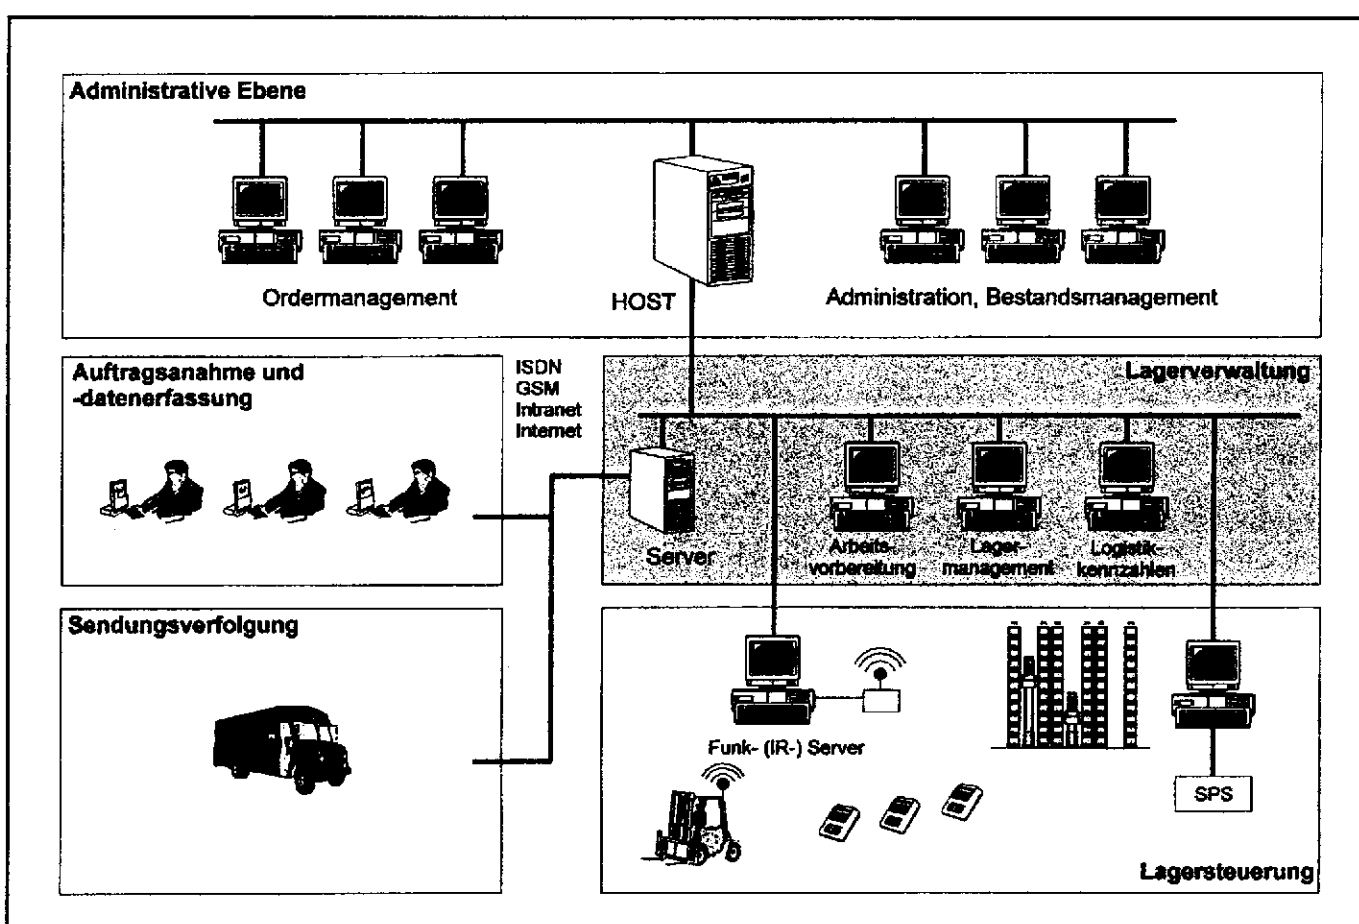 Administrative Ebene
Ordermanagement
HOST
Administration, Bestandsmanagement
Auftragsanahme und
-datenerfassung
ISDN
GSM
Intranet
Internet
Lagerverwaltung
Server
Arbeits-
vorbereitung
Lager-
management
Logistik-
kennzahlen
Sendungsverfolgung
Funk- (IR-) Server
SPS
Lagersteuerung